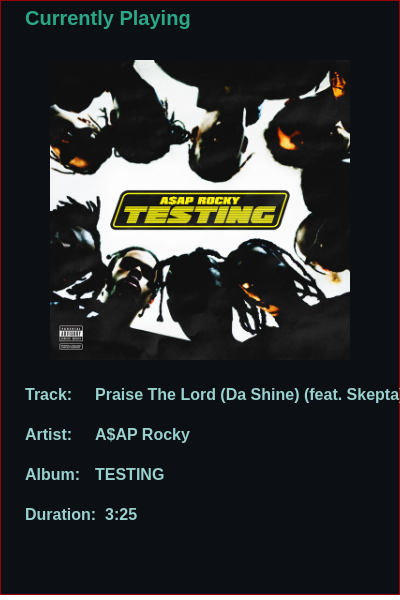 Currently Playing
A$AP ROCKY
TESTING
PARENTAL
ADVISORY
EXPLICIT CONTENT
Track: Praise The Lord (Da Shine) (feat. Skepta)
Artist: A$AP Rocky
Album: TESTING
Duration: 3:25